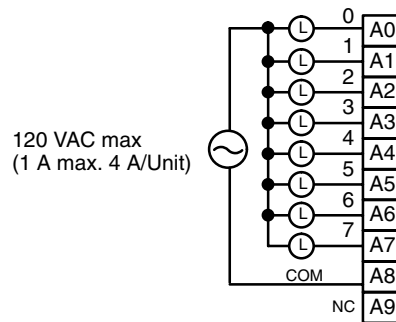 0 L A0
1 L A1
2 L A2
3 L A3
4 L A4
5 L A5
6 L A6
7 L A7
120 VAC max
(1 A max. 4 A/Unit)
COM A8
NC A9